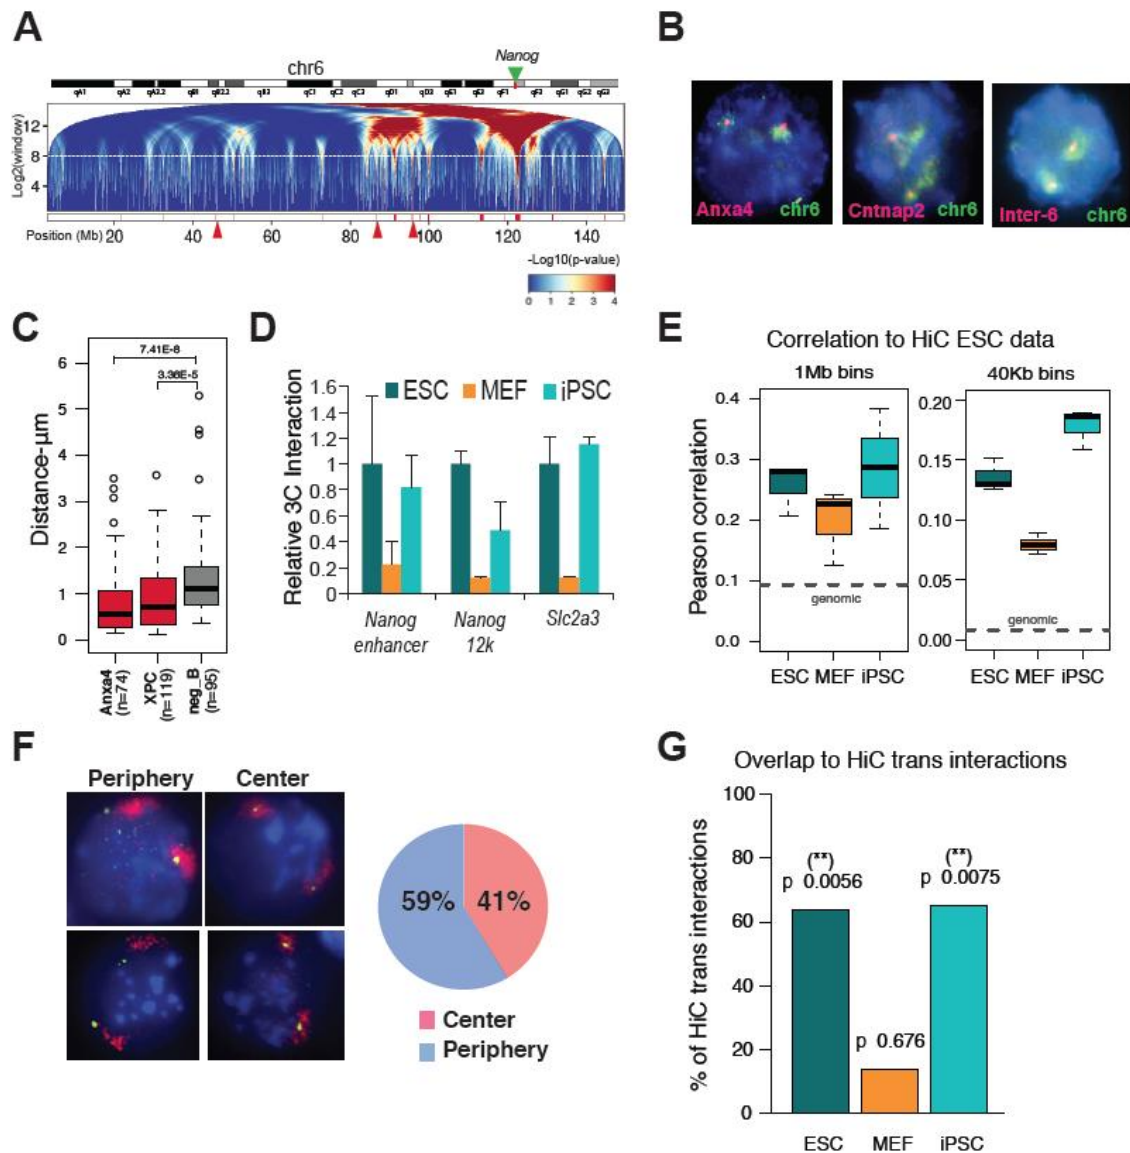 A
chr6
Nanog
qA1 qA2 qA3.2 qB1 qB2.2 qB3 qC1 qC2 qC3 qD1 qD3 qE1 qF1 qF3 qG1 qG2 qG3
Log2(window)
12
8
4
Position (Mb) 20 40 60 80 100 120 140
-Log10(p-value)
0 1 2 3 4
B
Anxa4 chr6
Cntnap2 chr6
Inter-6 chr6
C
Distance-μm
6
5
4
3
2
1
0
7.41E-8
3.36E-5
Anxa4
(n=74)
XPC
(n=119)
neg_B
(n=95)
D
Relative 3C Interaction
1.6
1.4
1.2
1
0.8
0.6
0.4
0.2
0
ESC MEF iPSC
Nanog
enhancer
Nanog
12k
Slc2a3
E
Correlation to HiC ESC data
1Mb bins
40Kb bins
Pearson correlation
0.4
0.3
0.2
0.1
0.0
genomic
ESC MEF iPSC
0.20
0.15
0.10
0.05
0.00
genomic
ESC MEF iPSC
F
Periphery Center
59% 41%
Center
Periphery
G
Overlap to HiC trans interactions
% of HiC trans interactions
100
80
60
40
20
0
(**)
p 0.0056
p 0.676
(**)
p 0.0075
ESC MEF iPSC